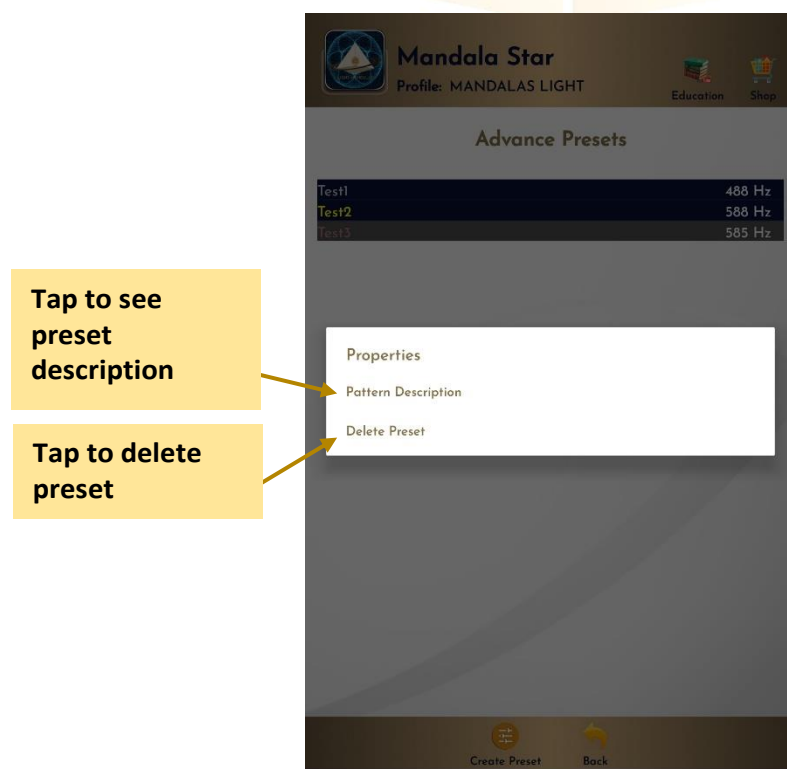 Mandala Star
Profile: MANDALAS LIGHT
Education
Shop
Advance Presets
Test1 488 Hz
Test2 588 Hz
Test3 585 Hz
Tap to see
preset
description
Properties
Pattern Description
Delete Preset
Tap to delete
preset
Create Preset
Back